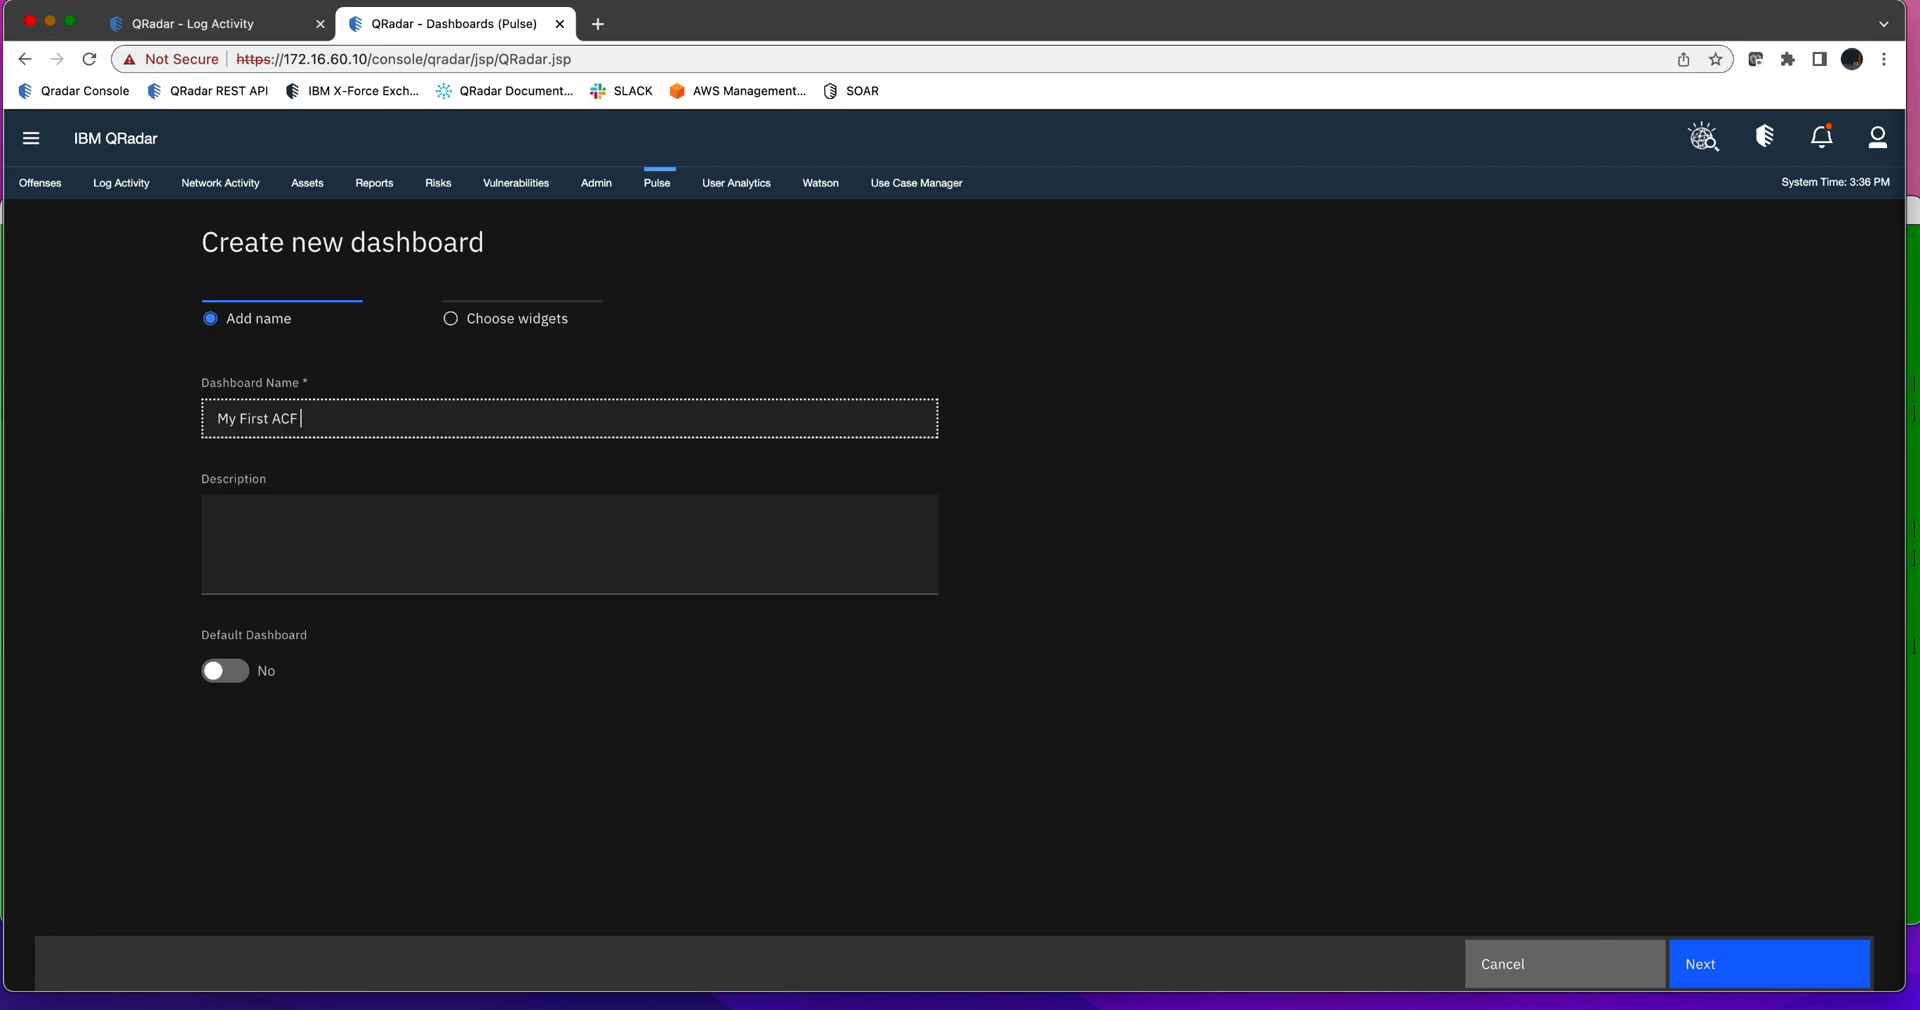 QRadar - Log Activity
QRadar - Dashboards (Pulse)
Not Secure https://172.16.60.10/console/qradar/jsp/QRadar.jsp
Qradar Console QRadar REST API IBM X-Force Exch... QRadar Document... SLACK AWS Management... SOAR
IBM QRadar
Offenses Log Activity Network Activity Assets Reports Risks Vulnerabilities Admin Pulse User Analytics Watson Use Case Manager System Time: 3:36 PM
Create new dashboard
Add name Choose widgets
Dashboard Name *
My First ACF
Description
Default Dashboard
No
Cancel Next